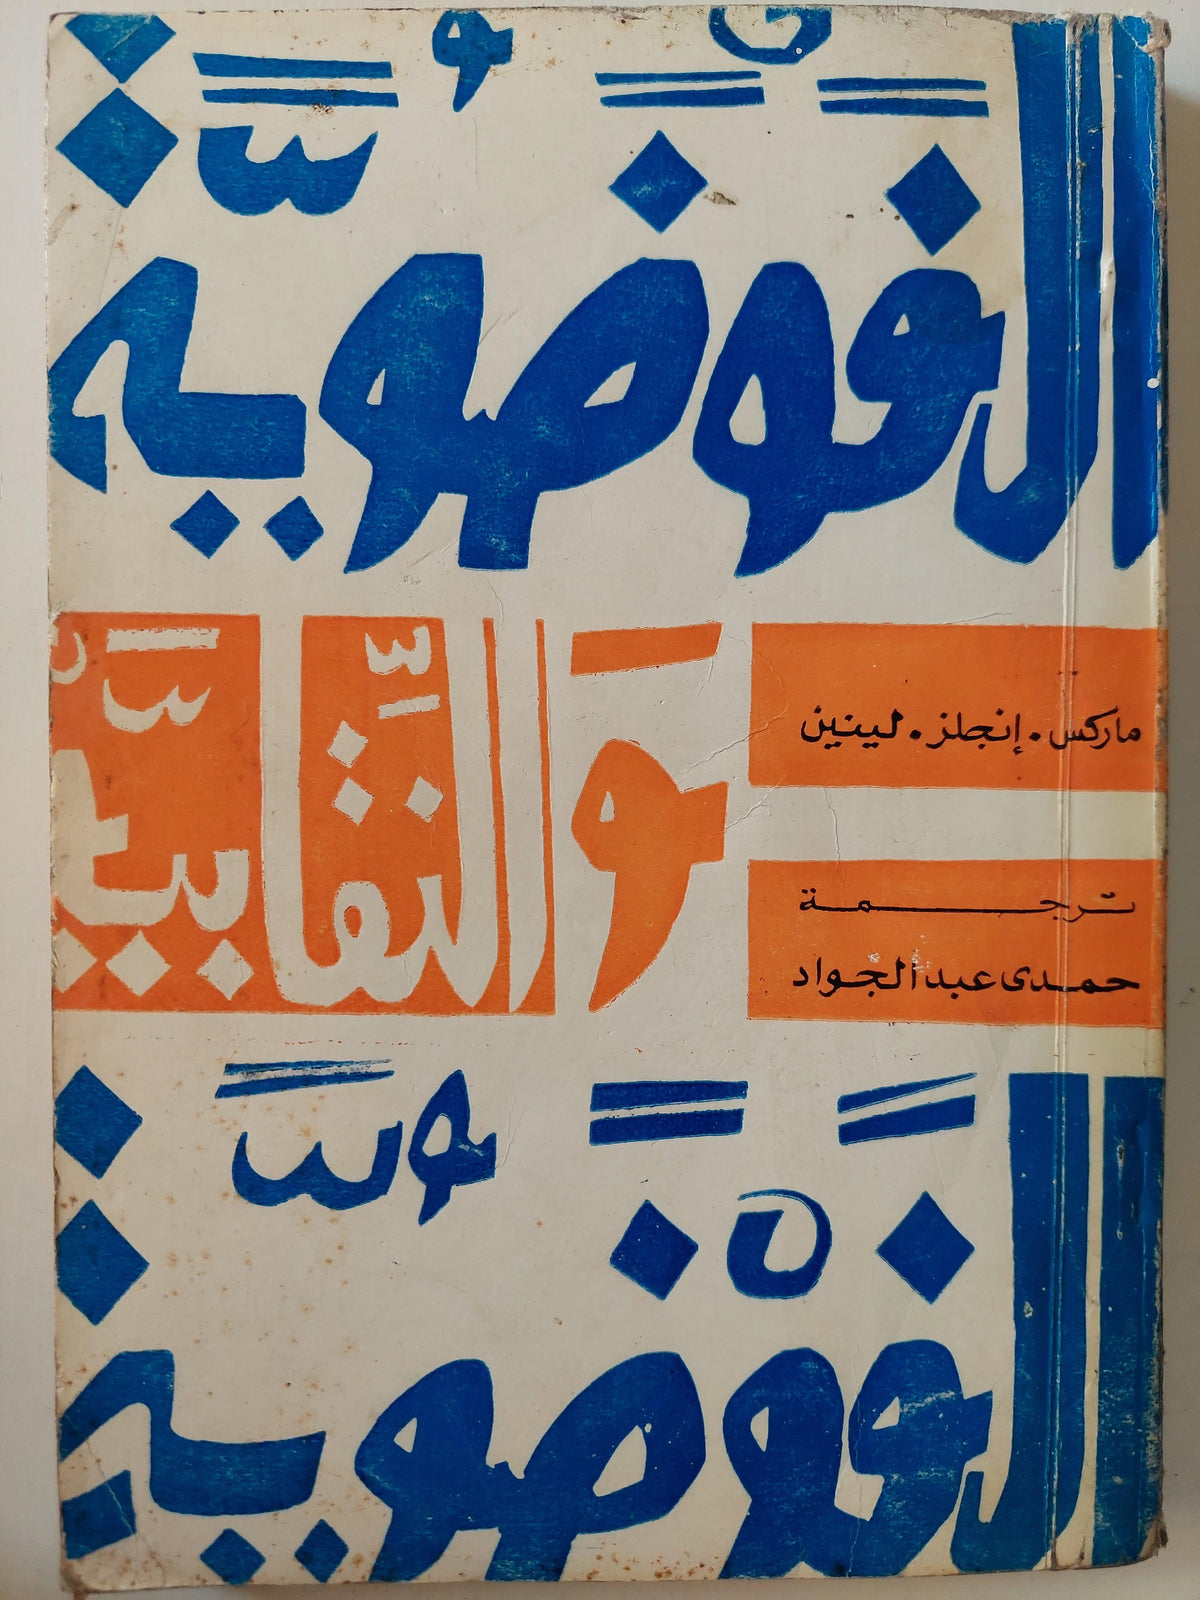 الفوضوية
والنقابية
ماركس. إنجلز. لينين
ترجمة
حمدى عبد الجواد
الفوضوية